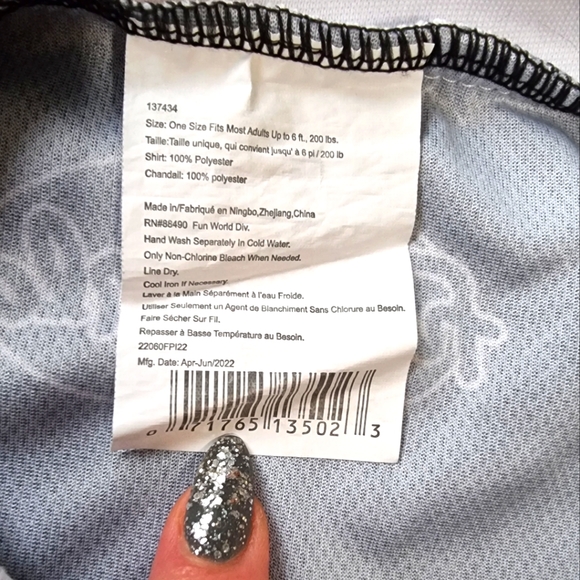 137434
Size: One Size Fits Most Adults Up to 6 ft., 200 lbs.
Taille:Taille unique, qui convient jusqu' à 6 pi/200 lb
Shirt: 100% Polyester
Chandail: 100% polyester
Made in/Fabriqué en Ningbo,Zhejiang,China
RN#88490 Fun World Div.
Hand Wash Separately In Cold Water.
Only Non-Chlorine Bleach When Needed.
Line Dry.
Cool Iron If Necessary.
Laver à la Main Séparément à l'eau Froide.
Utiliser Seulement un Agent de Blanchiment Sans Chlorure au Besoin.
Faire Sécher Sur Fil.
Repasser à Basse Température au Besoin.
22060FPI22
Mfg. Date: Apr-Jun/2022
0 71765 13502 3